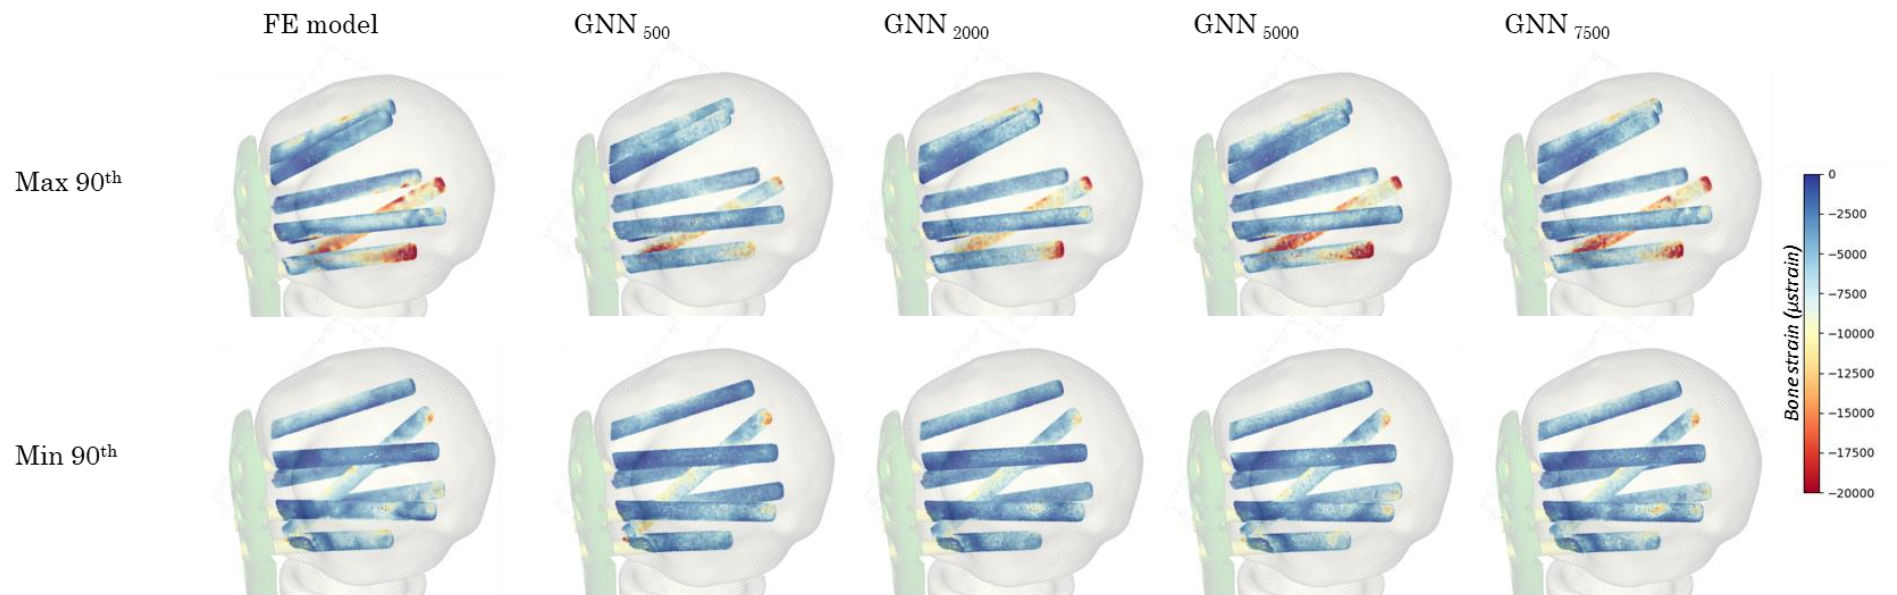 FE model GNN 500 GNN 2000 GNN 5000 GNN 7500
Max 90th
Min 90th
Bone strain (μstrain)
0
−2500
−5000
−7500
−10000
−12500
−15000
−17500
−20000